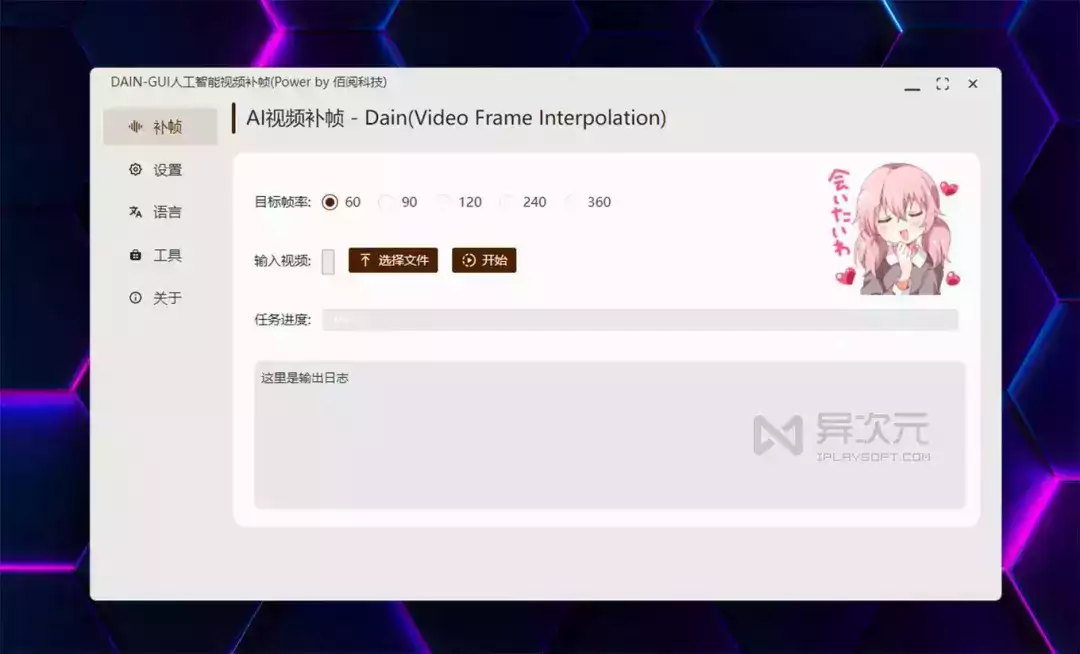 DAIN-GUI人工智能视频补帧(Power by 佰阅科技)
补帧
AI视频补帧 - Dain(Video Frame Interpolation)
设置
语言
工具
关于
目标帧率: 60 90 120 240 360
输入视频: 选择文件 开始
任务进度:
这里是输出日志
会いたいわ
异次元
IPLAYSOFT.COM